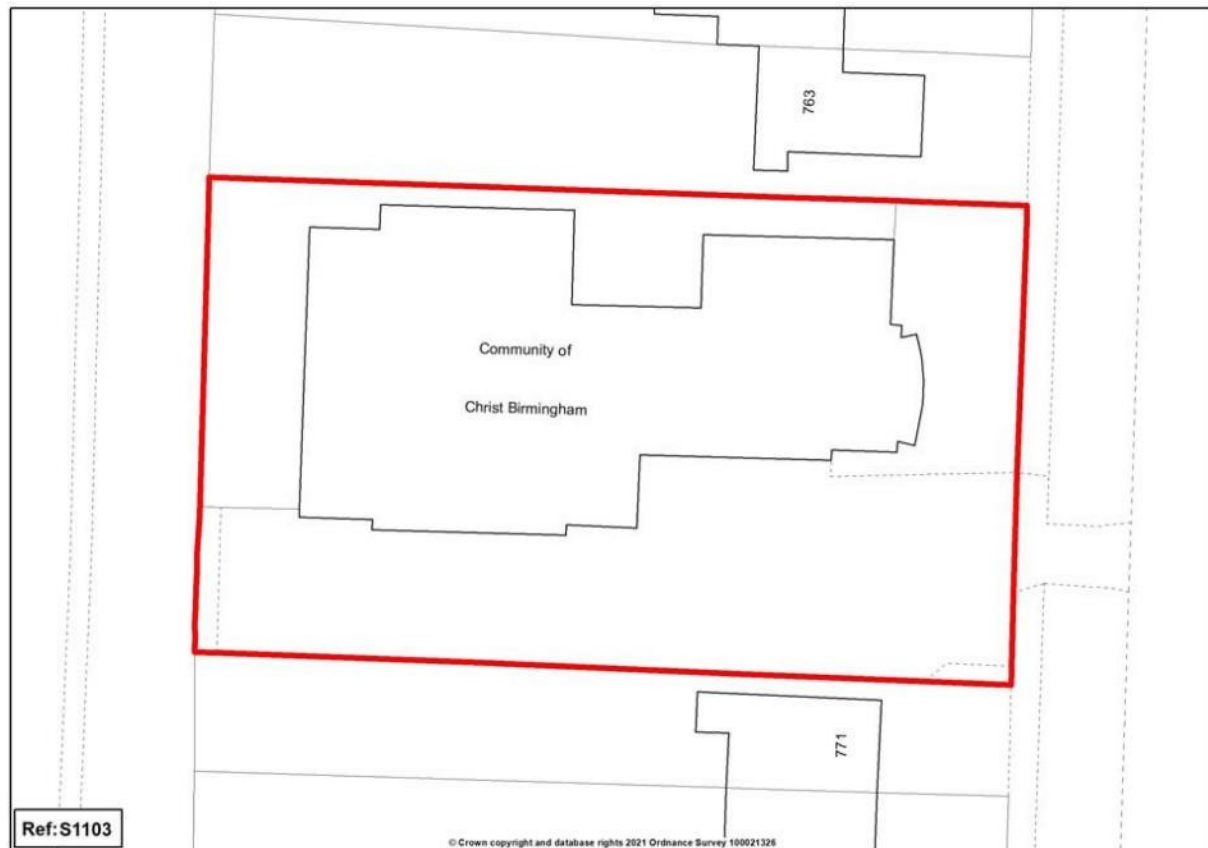 763
Community of
Christ Birmingham
771
Ref:S1103
© Crown copyright and database rights 2021 Ordnance Survey 100021326